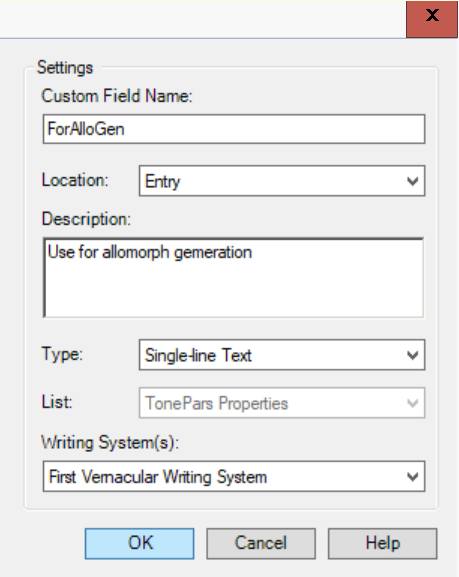 x
Settings
Custom Field Name:
ForAlloGen
Location: Entry
Description:
Use for allomorph gemeration
Type: Single-line Text
List: TonePars Properties
Writing System(s):
First Vernacular Writing System
OK Cancel Help